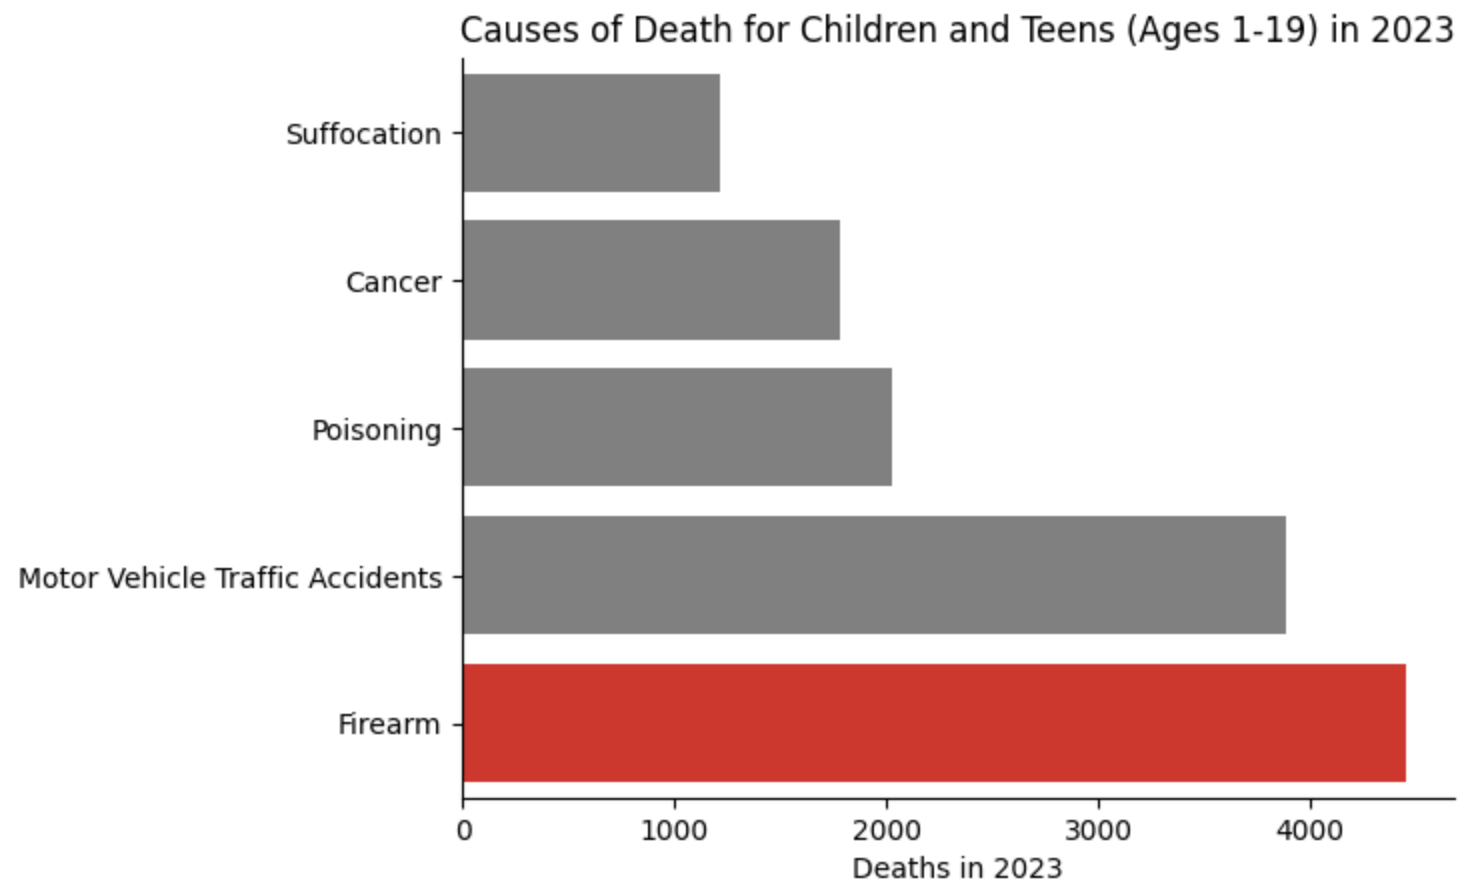 Causes of Death for Children and Teens (Ages 1-19) in 2023
Suffocation
Cancer
Poisoning
Motor Vehicle Traffic Accidents
Firearm
0 1000 2000 3000 4000
Deaths in 2023